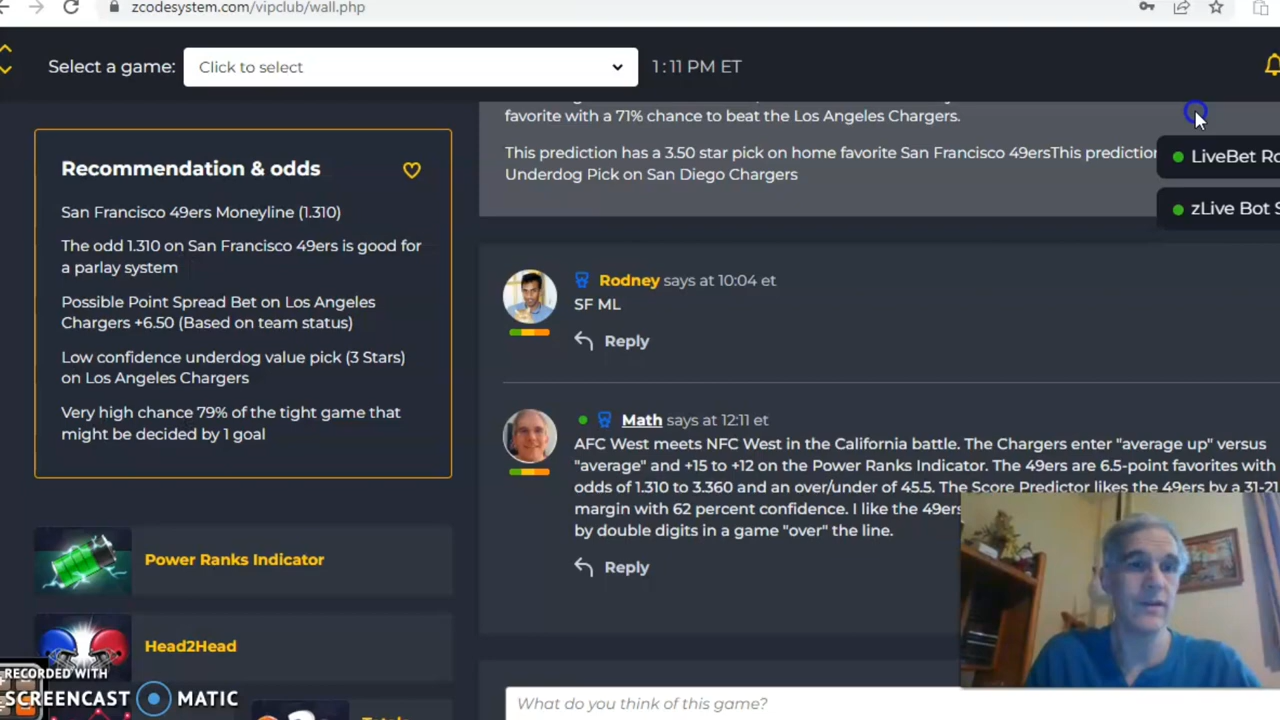 zcodesystem.com/vipclub/wall.php
Select a game:
Click to select
1:11 PM ET
Recommendation & odds
San Francisco 49ers Moneyline (1.310)
The odd 1.310 on San Francisco 49ers is good for
a parlay system
Possible Point Spread Bet on Los Angeles
Chargers +6.50 (Based on team status)
Low confidence underdog value pick (3 Stars)
on Los Angeles Chargers
Very high chance 79% of the tight game that
might be decided by 1 goal
Power Ranks Indicator
Head2Head
favorite with a 71% chance to beat the Los Angeles Chargers.
This prediction has a 3.50 star pick on home favorite San Francisco 49ersThis prediction
Underdog Pick on San Diego Chargers
LiveBet Ro
zLive Bot S
Rodney says at 10:04 et
SF ML
Reply
Math says at 12:11 et
AFC West meets NFC West in the California battle. The Chargers enter "average up" versus
"average" and +15 to +12 on the Power Ranks Indicator. The 49ers are 6.5-point favorites with
odds of 1.310 to 3.360 and an over/under of 45.5. The Score Predictor likes the 49ers by a 31-21
margin with 62 percent confidence. I like the 49ers
by double digits in a game "over" the line.
Reply
What do you think of this game?
RECORDED WITH
SCREENCAST MATIC